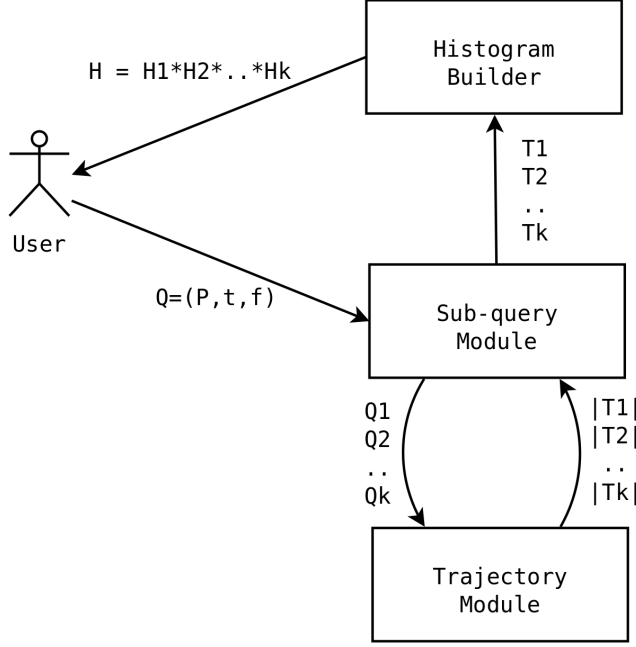 Histogram
Builder
H = H1*H2*..*Hk
T1
T2
..
Tk
User
Q=(P,t,f)
Sub-query
Module
Q1
Q2
..
Qk
|T1|
|T2|
..
|Tk|
Trajectory
Module